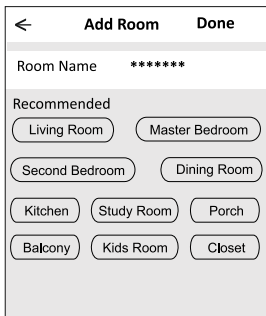 ← Add Room Done
Room Name *******
Recommended
Living Room Master Bedroom
Second Bedroom Dining Room
Kitchen Study Room Porch
Balcony Kids Room Closet